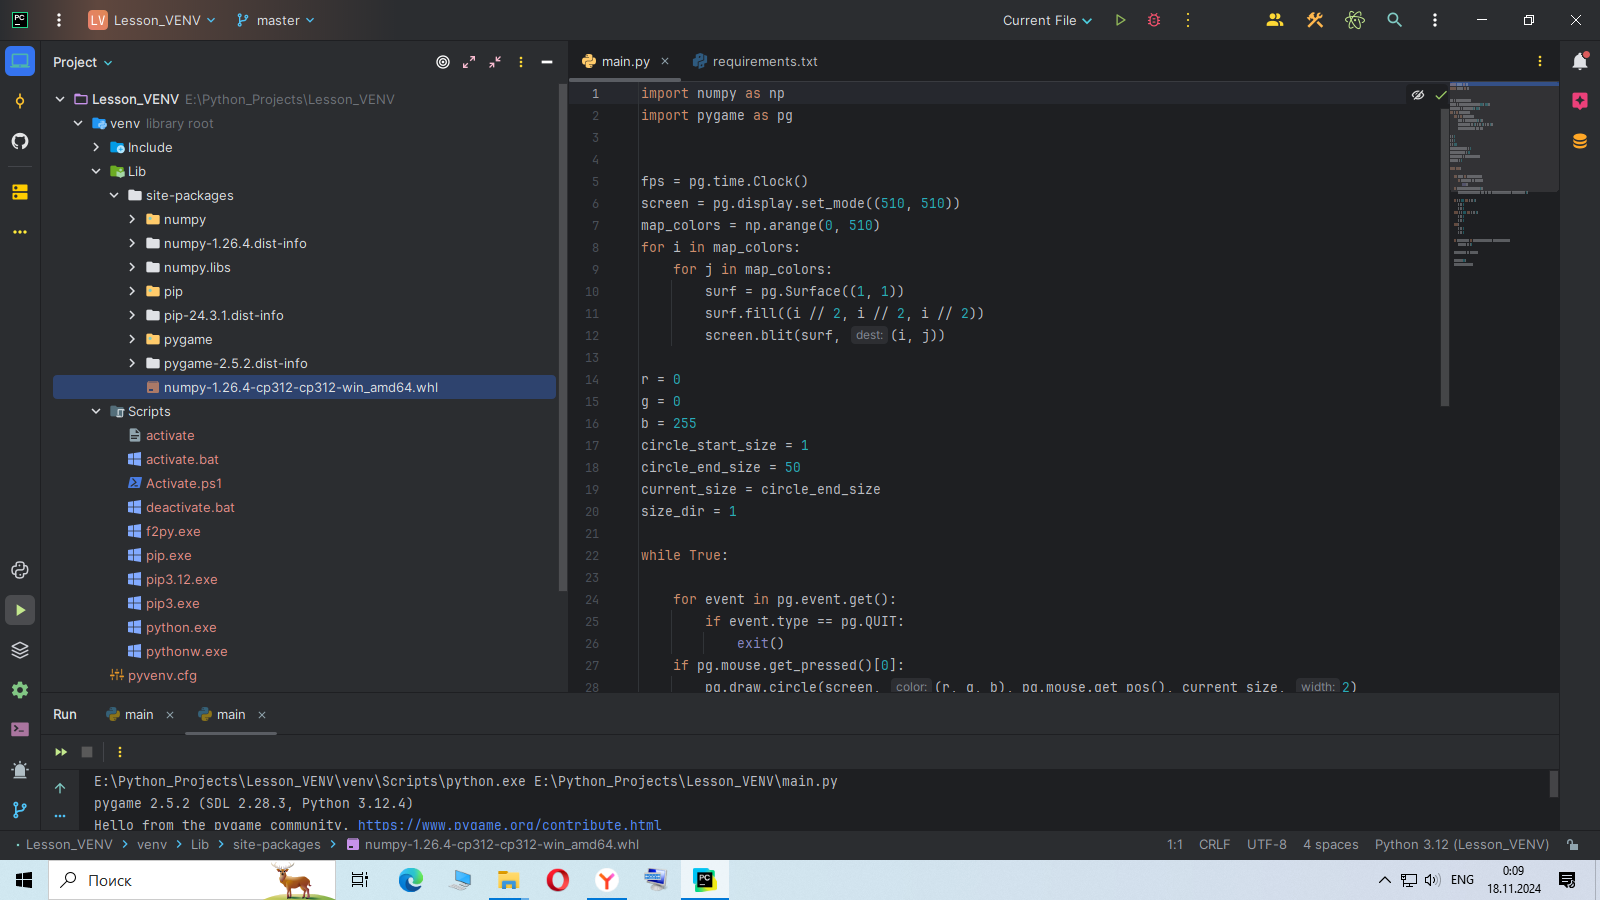 PC LV Lesson_VENV master Current File
Project
main.py
requirements.txt
Lesson_VENV E:\Python_Projects\Lesson_VENV
venv library root
Include
Lib
site-packages
numpy
numpy-1.26.4.dist-info
numpy.libs
pip
pip-24.3.1.dist-info
pygame
pygame-2.5.2.dist-info
numpy-1.26.4-cp312-cp312-win_amd64.whl
Scripts
activate
activate.bat
Activate.ps1
deactivate.bat
f2py.exe
pip.exe
pip3.12.exe
pip3.exe
python.exe
pythonw.exe
pyvenv.cfg
1 import numpy as np
2 import pygame as pg
3
4
5 fps = pg.time.Clock()
6 screen = pg.display.set_mode((510, 510))
7 map_colors = np.arange(0, 510)
8 for i in map_colors:
9 for j in map_colors:
10 surf = pg.Surface((1, 1))
11 surf.fill((i // 2, i // 2, i // 2))
12 screen.blit(surf, dest: (i, j))
13
14 r = 0
15 g = 0
16 b = 255
17 circle_start_size = 1
18 circle_end_size = 50
19 current_size = circle_end_size
20 size_dir = 1
21
22 while True:
23
24 for event in pg.event.get():
25 if event.type == pg.QUIT:
26 exit()
27 if pg.mouse.get_pressed()[0]:
28 pg.draw.circle(screen, color: (r, g, b), pg.mouse.get_pos(), current_size, width: 2)
Run main main
E:\Python_Projects\Lesson_VENV\venv\Scripts\python.exe E:\Python_Projects\Lesson_VENV\main.py
pygame 2.5.2 (SDL 2.28.3, Python 3.12.4)
Hello from the pygame community. https://www.pygame.org/contribute.html
Lesson_VENV venv Lib site-packages numpy-1.26.4-cp312-cp312-win_amd64.whl 1:1 CRLF UTF-8 4 spaces Python 3.12 (Lesson_VENV)
Поиск
PC
ENG
0:09
18.11.2024